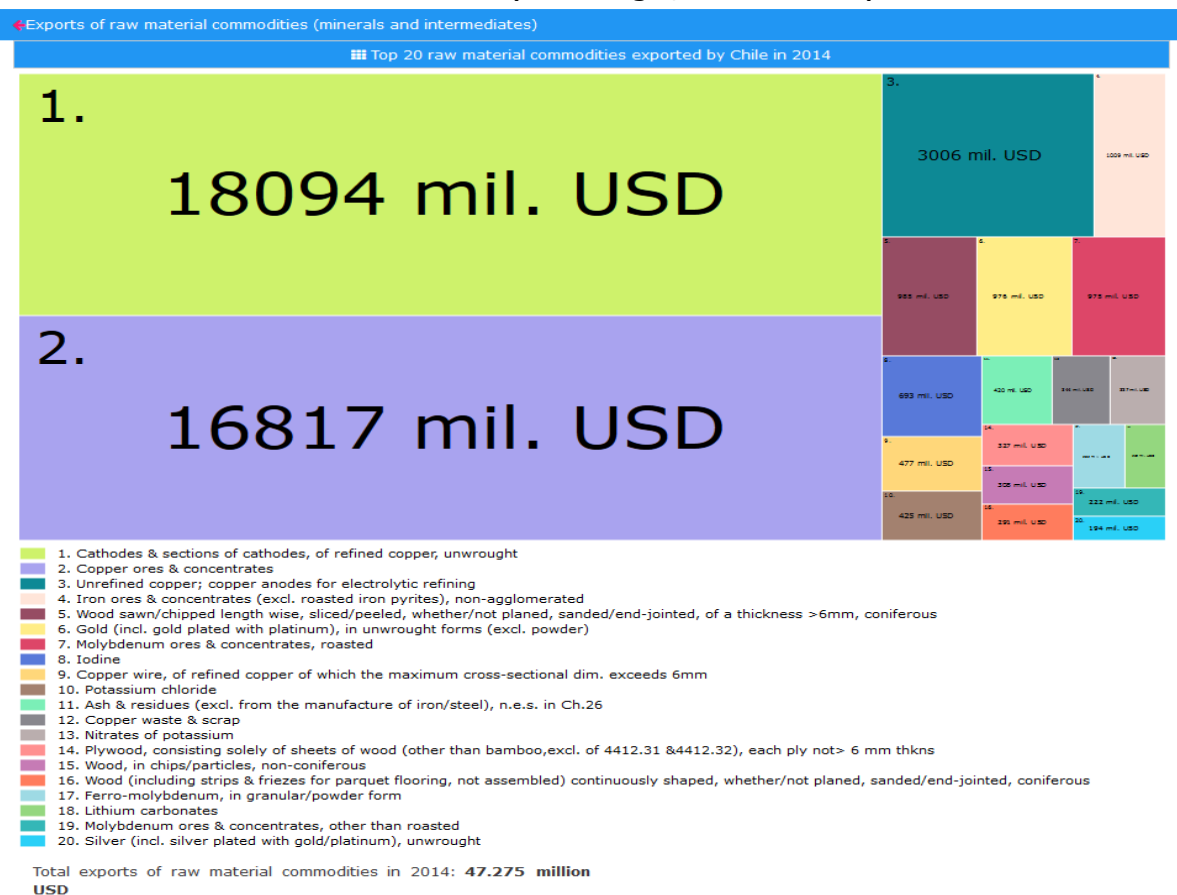 Exports of raw material commodities (minerals and intermediates)
Top 20 raw material commodities exported by Chile in 2014
1.
18094 mil. USD
2.
16817 mil. USD
3.
3006 mil. USD
4.
1009 mil. USD
5.
mil. USD
6.
976 mil. USD
7.
mil. USD
8.
693 mil. USD
9.
477 mil. USD
10.
425 mil. USD
420 mil. USD
mil. USD
mil. USD
14.
327 mil. USD
15.
mil. USD
16.
291 mil. USD
19.
222 mil. USD
20.
194 mil. USD
1. Cathodes & sections of cathodes, of refined copper, unwrought
2. Copper ores & concentrates
3. Unrefined copper; copper anodes for electrolytic refining
4. Iron ores & concentrates (excl. roasted iron pyrites), non-agglomerated
5. Wood sawn/chipped length wise, sliced/peeled, whether/not planed, sanded/end-jointed, of a thickness >6mm, coniferous
6. Gold (incl. gold plated with platinum), in unwrought forms (excl. powder)
7. Molybdenum ores & concentrates, roasted
8. Iodine
9. Copper wire, of refined copper of which the maximum cross-sectional dim. exceeds 6mm
10. Potassium chloride
11. Ash & residues (excl. from the manufacture of iron/steel), n.e.s. in Ch.26
12. Copper waste & scrap
13. Nitrates of potassium
14. Plywood, consisting solely of sheets of wood (other than bamboo,excl. of 4412.31 &4412.32), each ply not> 6 mm thkns
15. Wood, in chips/particles, non-coniferous
16. Wood (including strips & friezes for parquet flooring, not assembled) continuously shaped, whether/not planed, sanded/end-jointed, coniferous
17. Ferro-molybdenum, in granular/powder form
18. Lithium carbonates
19. Molybdenum ores & concentrates, other than roasted
20. Silver (incl. silver plated with gold/platinum), unwrought
Total exports of raw material commodities in 2014: 47.275 million
USD